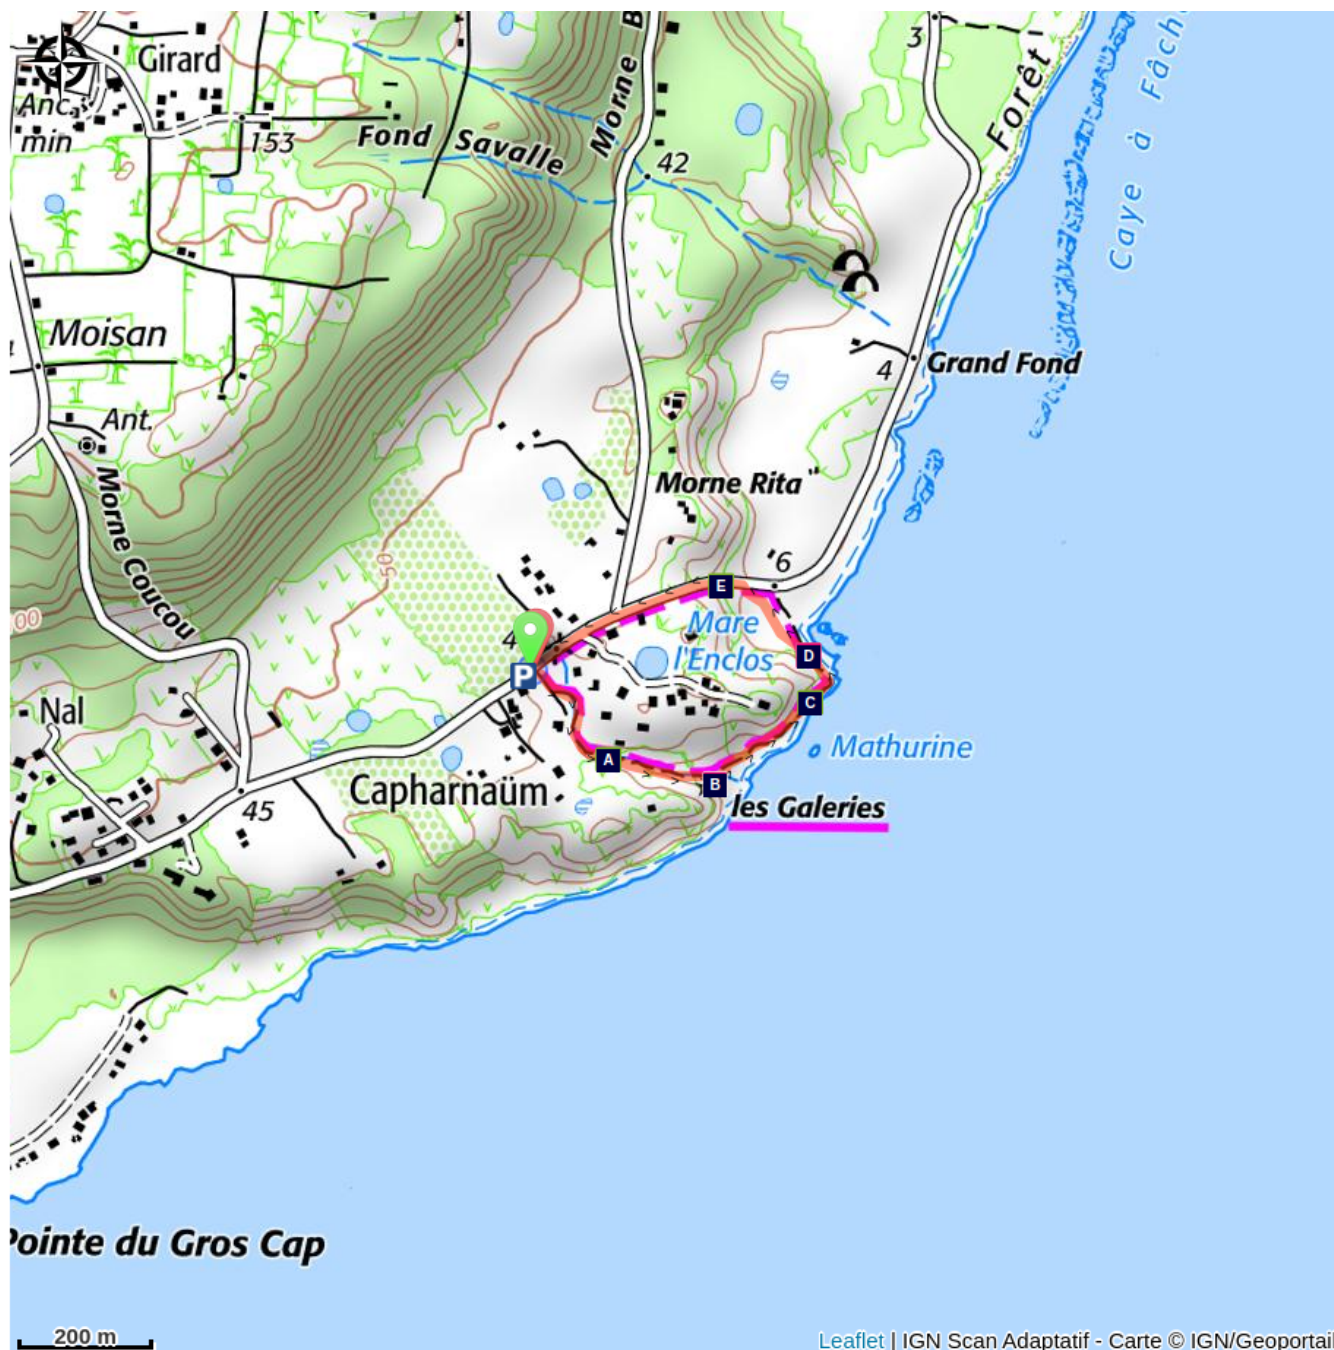 Girard
3
Caye à Fâch
Forêt
Anc.
min
153
Fond Savalle
Morne B
42
Moisan
Grand Fond
4
Ant.
Morne Rita
Morne Coucou
50
00
6
E
Mare
l'Enclos
4
D
P
C
Nal
Mathurine
A
B
Capharnaüm
les Galeries
45
Pointe du Gros Cap
200 m
Leaflet | IGN Scan Adaptatif - Carte © IGN/Geoportail